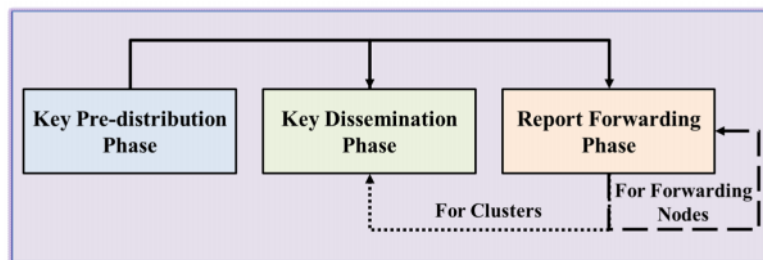 Key Pre-distribution
Phase
Key Dissemination
Phase
Report Forwarding
Phase
For Clusters
For Forwarding
Nodes